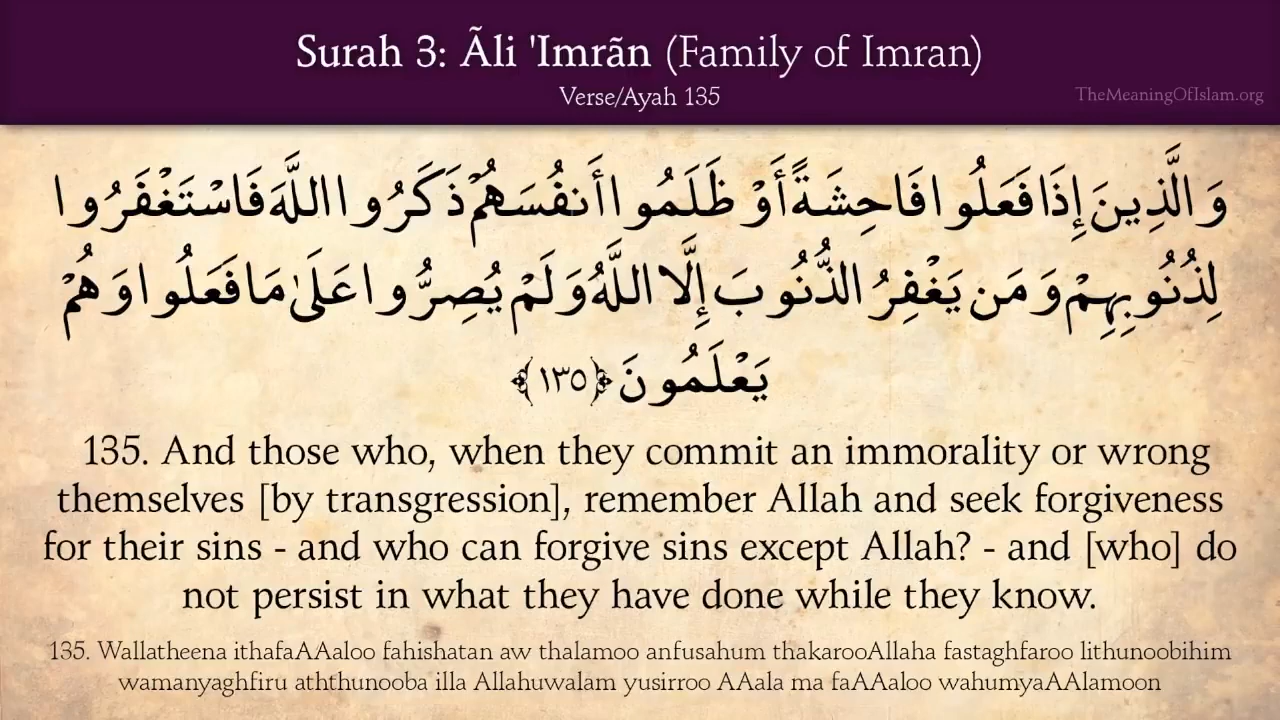 Surah 3: Ãli 'Imrãn (Family of Imran)
Verse/Ayah 135
TheMeaningOfIslam.org
وَالَّذِينَ إِذَا فَعَلُوا فَاحِشَةً أَوْ ظَلَمُوا أَنفُسَهُمْ ذَكَرُوا اللَّهَ فَاسْتَغْفَرُوا
لِذُنُوبِهِمْ وَمَن يَغْفِرُ الذُّنُوبَ إِلَّا اللَّهُ وَلَمْ يُصِرُّوا عَلَىٰ مَا فَعَلُوا وَهُمْ
يَعْلَمُونَ ﴿١٣٥﴾
135. And those who, when they commit an immorality or wrong
themselves [by transgression], remember Allah and seek forgiveness
for their sins - and who can forgive sins except Allah? - and [who] do
not persist in what they have done while they know.
135. Wallatheena ithafaAAaloo fahishatan aw thalamoo anfusahum thakarooAllaha fastaghfaroo lithunoobihim
wamanyaghfiru aththunooba illa Allahuwalam yusirroo AAala ma faAAaloo wahumyaAAlamoon